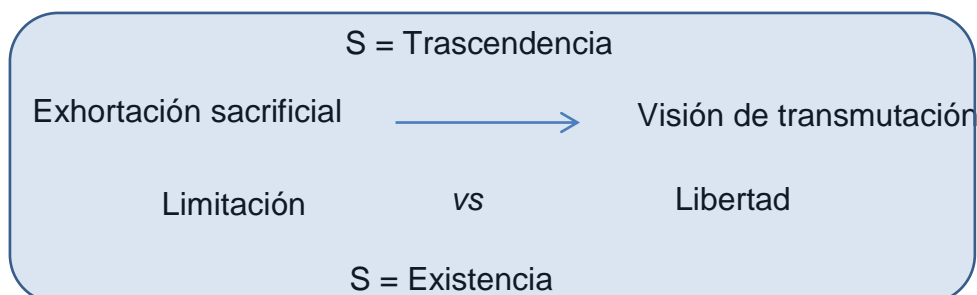 S = Trascendencia
Exhortación sacrificial Visión de transmutación
Limitación vs Libertad
S = Existencia